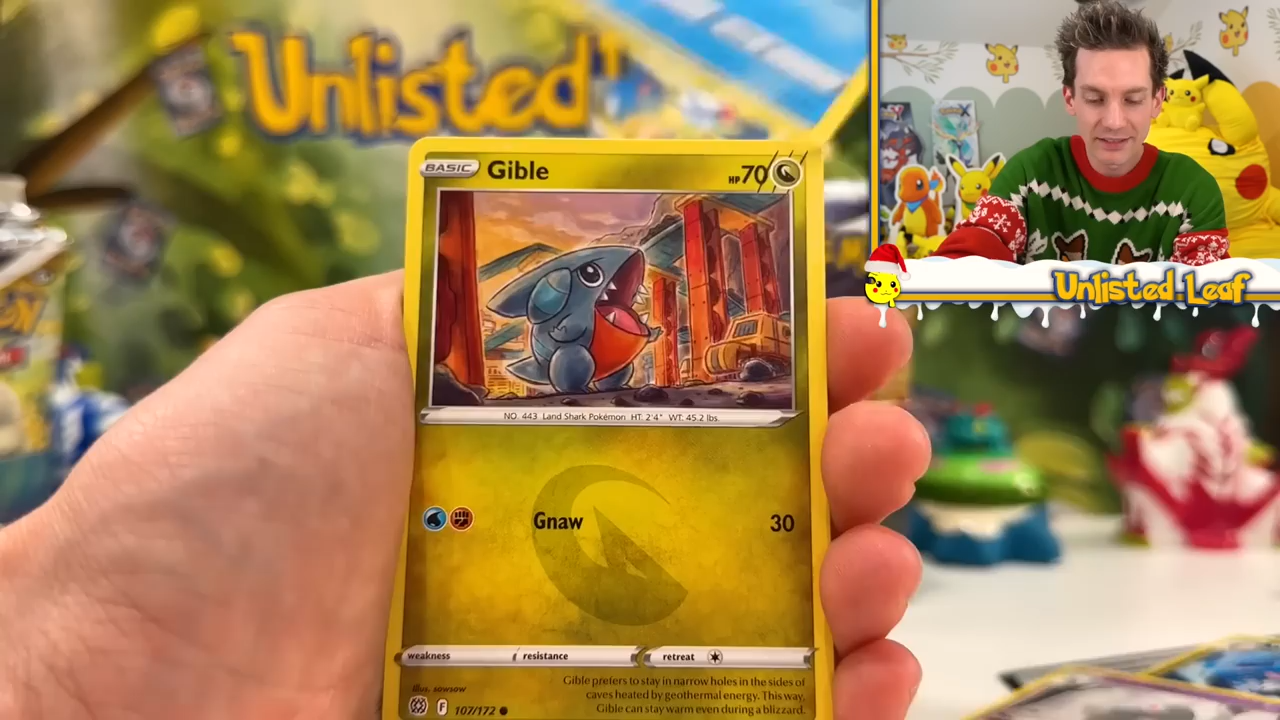 Unlisted
Unlisted Leaf
BASIC Gible HP 70
NO. 443 Land Shark Pokémon HT: 2'4" WT: 45.2 lbs.
Gnaw 30
weakness resistance retreat
Illus. sowsow
Gible prefers to stay in narrow holes in the sides of
caves heated by geothermal energy. This way,
Gible can stay warm even during a blizzard.
F 107/172